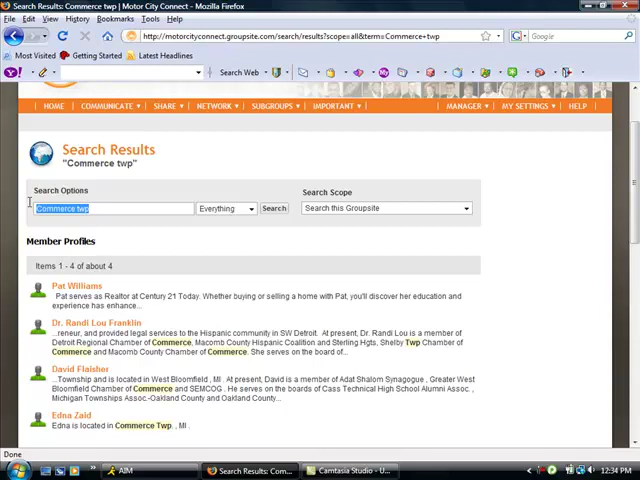 Search Results: Commerce twp | Motor City Connect - Mozilla Firefox
File Edit View History Bookmarks Tools Help
http://motorcityconnect.groupsite.com/search/results?scope=all&term=Commerce+twp
Google
Most Visited Getting Started Latest Headlines
Search Web
HOME COMMUNICATE SHARE NETWORK SUBGROUPS IMPORTANT MANAGER MY SETTINGS HELP
Search Results
"Commerce twp"
Search Options
Search Scope
Commerce twp Everything Search Search this Groupsite
Member Profiles
Items 1 - 4 of about 4
Pat Williams
Pat serves as Realtor at Century 21 Today. Whether buying or selling a home with Pat, you'll discover her education and
experience has enhance...
Dr. Randi Lou Franklin
...reneur, and provided legal services to the Hispanic community in SW Detroit. At present, Dr. Randi Lou is a member of
Detroit Regional Chamber of Commerce, Macomb County Hispanic Coalition and Sterling Hgts, Shelby Twp Chamber of
Commerce and Macomb County Chamber of Commerce. She serves on the board of...
David Flaisher
...Township and is located in West Bloomfield , MI . At present, David is a member of Adat Shalom Synagogue , Greater West
Bloomfield Chamber of Commerce and SEMCOG . He serves on the boards of Cass Technical High School Alumni Assoc. ,
Michigan Townships Assoc.-Oakland County and Oakland County...
Edna Zaid
Edna is located in Commerce Twp. , MI .
Done
AIM Search Results: Com... Camtasia Studio - U... 12:34 PM